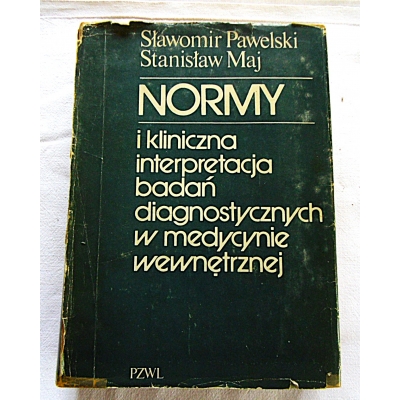 Sławomir Pawelski
Stanisław Maj
NORMY
i kliniczna
interpretacja
badań
diagnostycznych
w medycynie
wewnętrznej
PZWL